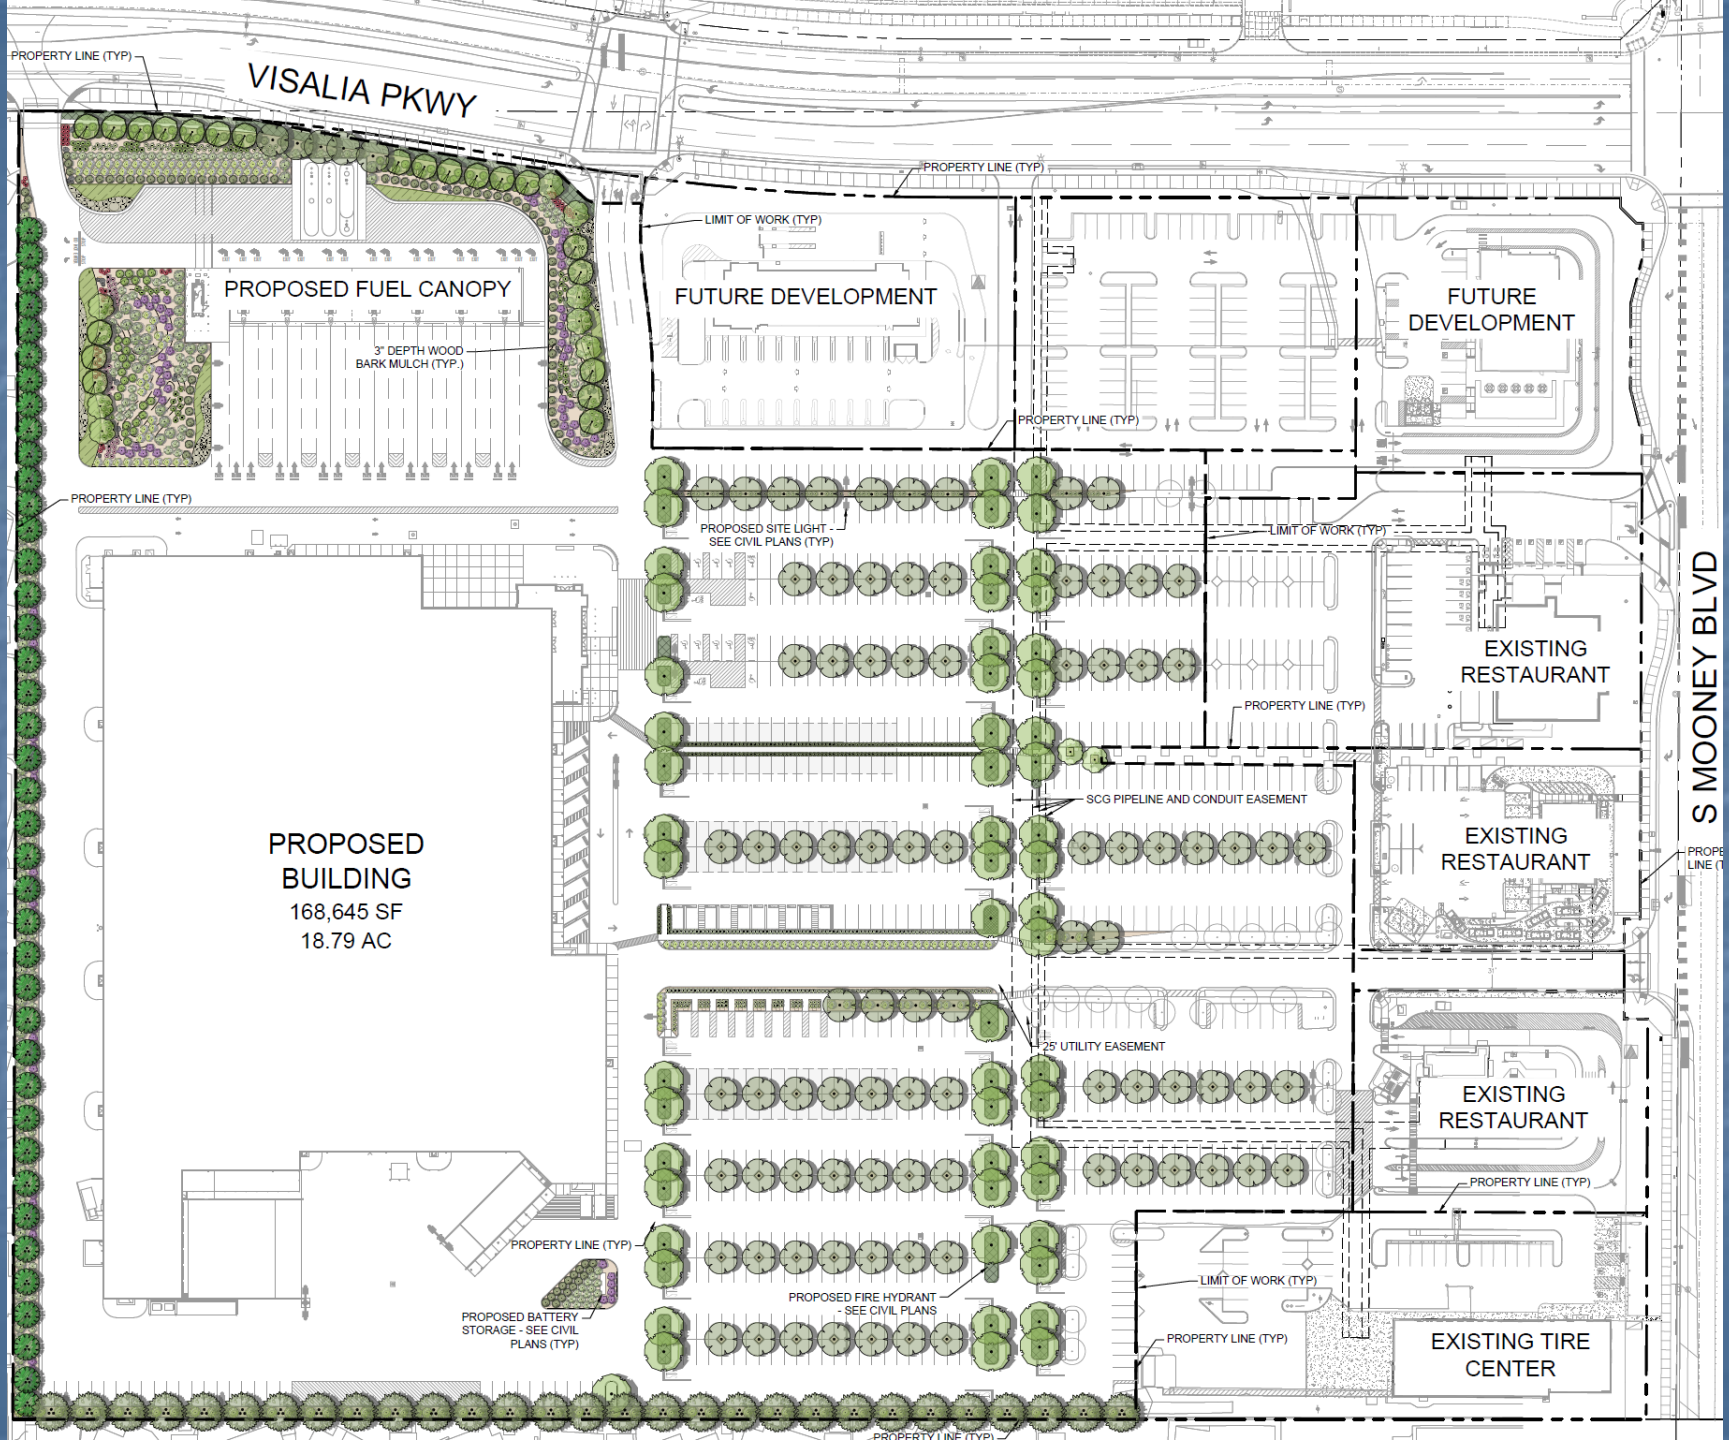 PROPERTY LINE (TYP)
VISALIA PKWY
PROPERTY LINE (TYP)
LIMIT OF WORK (TYP)
PROPOSED FUEL CANOPY
FUTURE DEVELOPMENT
FUTURE
DEVELOPMENT
3" DEPTH WOOD
BARK MULCH (TYP.)
PROPERTY LINE (TYP)
PROPERTY LINE (TYP)
PROPOSED SITE LIGHT -
SEE CIVIL PLANS (TYP)
LIMIT OF WORK (TYP)
S MOONEY BLVD
EXISTING
RESTAURANT
PROPERTY LINE (TYP)
SCG PIPELINE AND CONDUIT EASEMENT
EXISTING
RESTAURANT
PROPE
LINE (T
PROPOSED
BUILDING
168,645 SF
18.79 AC
25' UTILITY EASEMENT
EXISTING
RESTAURANT
PROPERTY LINE (TYP)
PROPERTY LINE (TYP)
LIMIT OF WORK (TYP)
PROPOSED FIRE HYDRANT
- SEE CIVIL PLANS
PROPOSED BATTERY
STORAGE - SEE CIVIL
PLANS (TYP)
PROPERTY LINE (TYP)
EXISTING TIRE
CENTER
PROPERTY LINE (TYP)